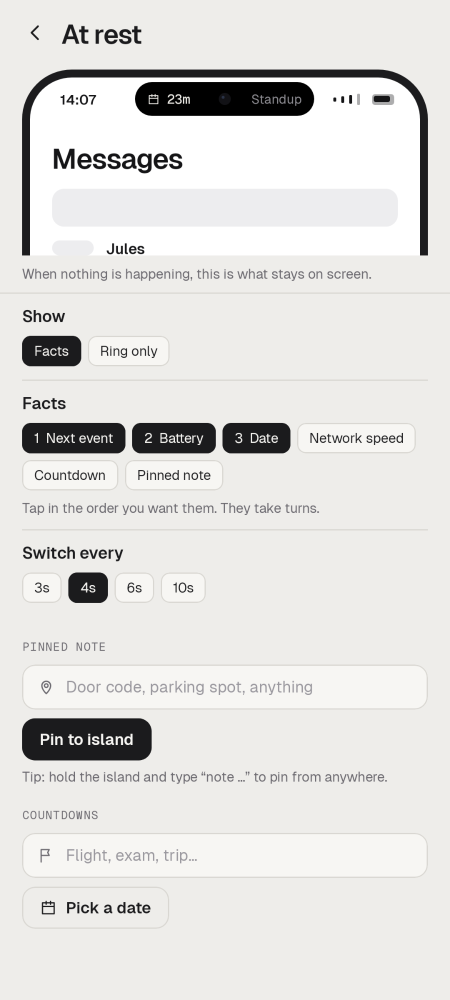 At rest
14:07
23m
Standup
Messages
Jules
When nothing is happening, this is what stays on screen.
Show
Facts
Ring only
Facts
1 Next event
2 Battery
3 Date
Network speed
Countdown
Pinned note
Tap in the order you want them. They take turns.
Switch every
3s
4s
6s
10s
PINNED NOTE
Door code, parking spot, anything
Pin to island
Tip: hold the island and type “note …” to pin from anywhere.
COUNTDOWNS
Flight, exam, trip…
Pick a date